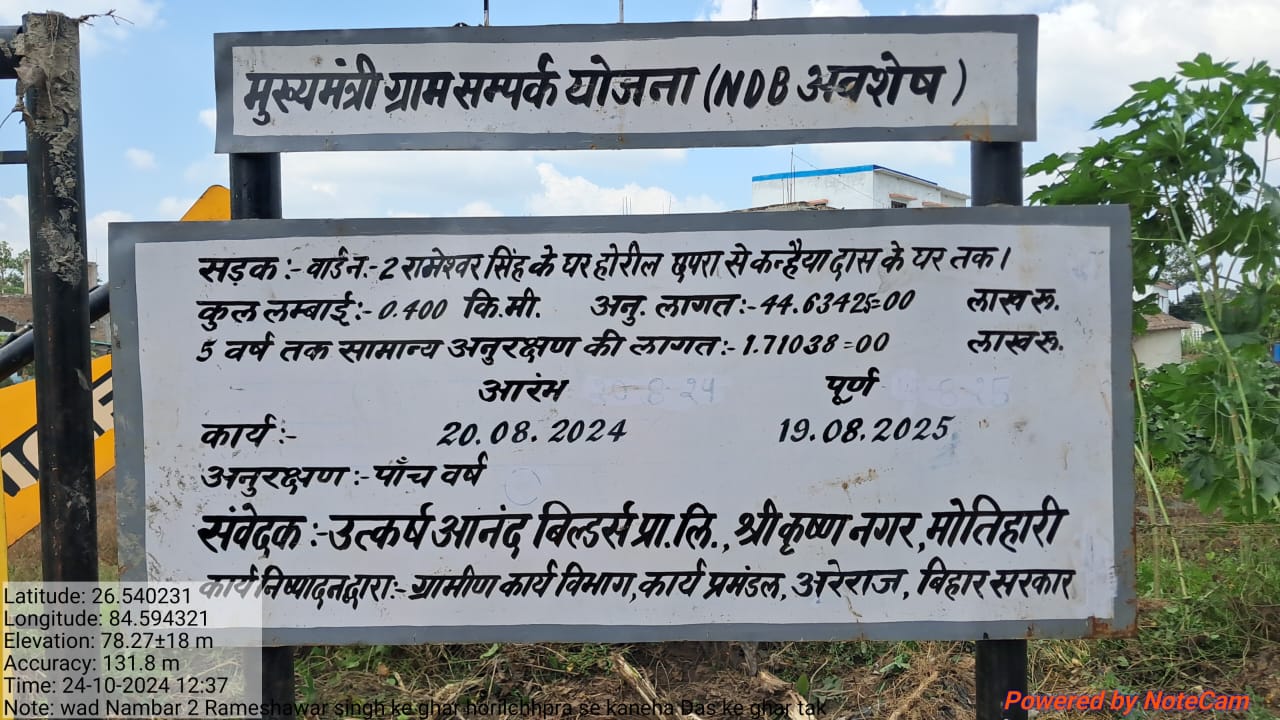 मुख्यमंत्री ग्राम सम्पर्क योजना (NDB अवशेष)
सड़क :- वार्ड नं.-2 रामेश्वर सिंह के घर होरील छपरा से कन्हैया दास के घर तक।
कुल लम्बाई :- 0.400 कि.मी. अनु. लागत :- 44.63425=00 लाख रू.
5 वर्ष तक सामान्य अनुरक्षण की लागत :- 1.71038=00 लाख रू.
आरंभ पूर्ण
कार्य :- 20.08.2024 19.08.2025
अनुरक्षण :- पाँच वर्ष
संवेदक :- उत्कर्ष आनंद बिल्डर्स प्रा. लि., श्री कृष्ण नगर, मोतिहारी
कार्य निष्पादन द्वारा :- ग्रामीण कार्य विभाग, कार्य प्रमंडल, अरेराज, बिहार सरकार
Latitude: 26.540231
Longitude: 84.594321
Elevation: 78.27±18 m
Accuracy: 131.8 m
Time: 24-10-2024 12:37
Note: wad Nambar 2 Rameshawar singh ke ghar horilcbhpra se kaneha Das ke ghar tak
Powered by NoteCam